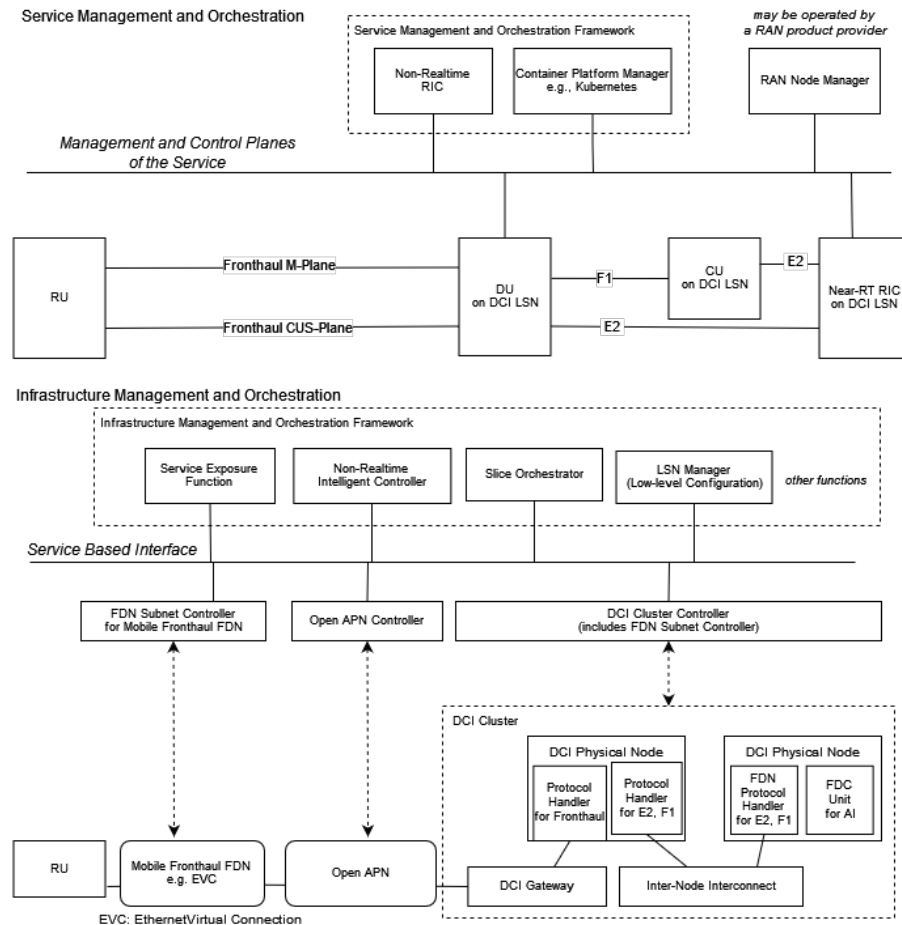 Service Management and Orchestration
may be operated by
a RAN product provider
Service Management and Orchestration Framework
Non-Realtime
RIC
Container Platform Manager
e.g., Kubernetes
RAN Node Manager
Management and Control Planes
of the Service
RU
Fronthaul M-Plane
Fronthaul CUS-Plane
DU
on DCI LSN
F1
E2
CU
on DCI LSN
E2
Near-RT RIC
on DCI LSN
Infrastructure Management and Orchestration
Infrastructure Management and Orchestration Framework
Service Exposure
Function
Non-Realtime
Intelligent Controller
Slice Orchestrator
LSN Manager
(Low-level Configuration)
other functions
Service Based Interface
FDN Subnet Controller
for Mobile Fronthaul FDN
Open APN Controller
DCI Cluster Controller
(includes FDN Subnet Controller)
DCI Cluster
DCI Physical Node
Protocol
Handler
for Fronthaul
Protocol
Handler
for E2, F1
DCI Physical Node
FDN
Protocol
Handler
for E2, F1
FDC
Unit
for AI
RU
Mobile Fronthaul FDN
e.g. EVC
Open APN
DCI Gateway
Inter-Node Interconnect
EVC: EthernetVirtual Connection